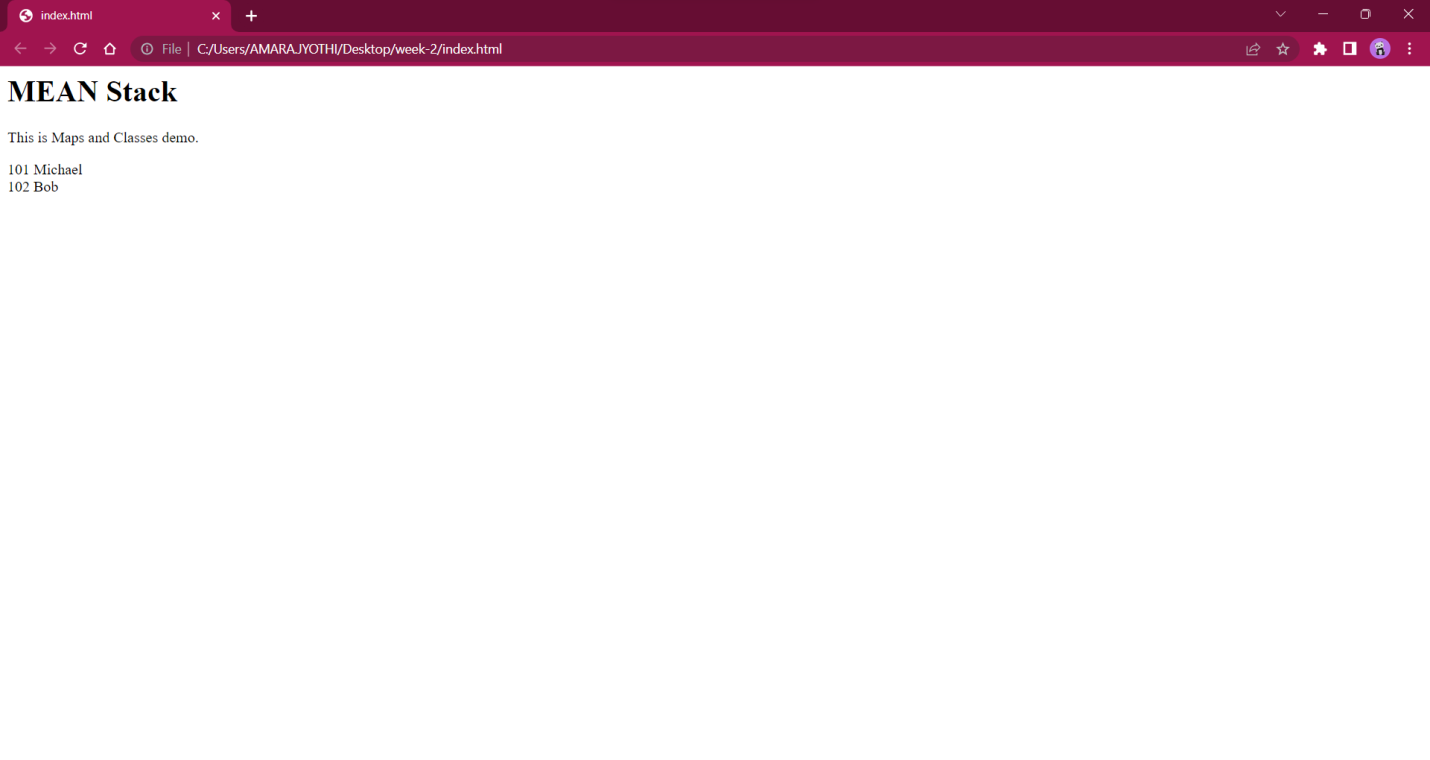 index.html
File | C:/Users/AMARAJYOTHI/Desktop/week-2/index.html
MEAN Stack
This is Maps and Classes demo.
101 Michael
102 Bob